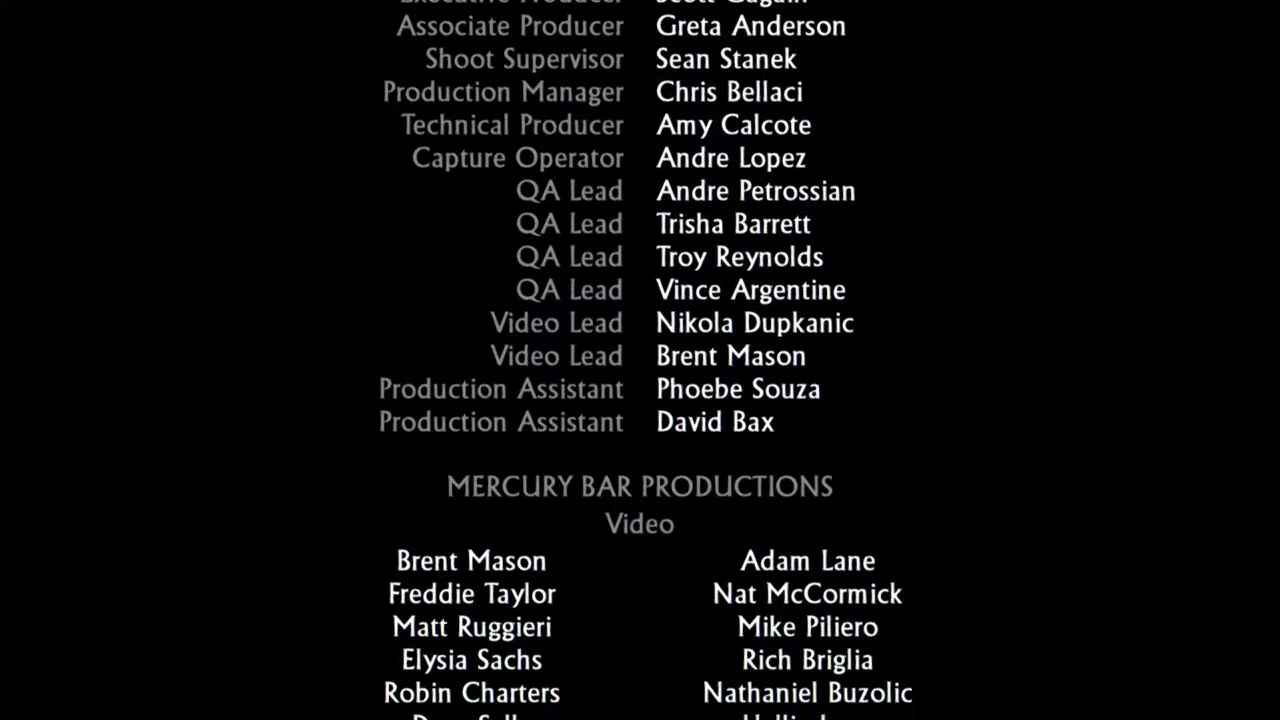 Associate Producer Greta Anderson
Shoot Supervisor Sean Stanek
Production Manager Chris Bellaci
Technical Producer Amy Calcote
Capture Operator Andre Lopez
QA Lead Andre Petrossian
QA Lead Trisha Barrett
QA Lead Troy Reynolds
QA Lead Vince Argentine
Video Lead Nikola Dupkanic
Video Lead Brent Mason
Production Assistant Phoebe Souza
Production Assistant David Bax
MERCURY BAR PRODUCTIONS
Video
Brent Mason Adam Lane
Freddie Taylor Nat McCormick
Matt Ruggieri Mike Piliero
Elysia Sachs Rich Briglia
Robin Charters Nathaniel Buzolic